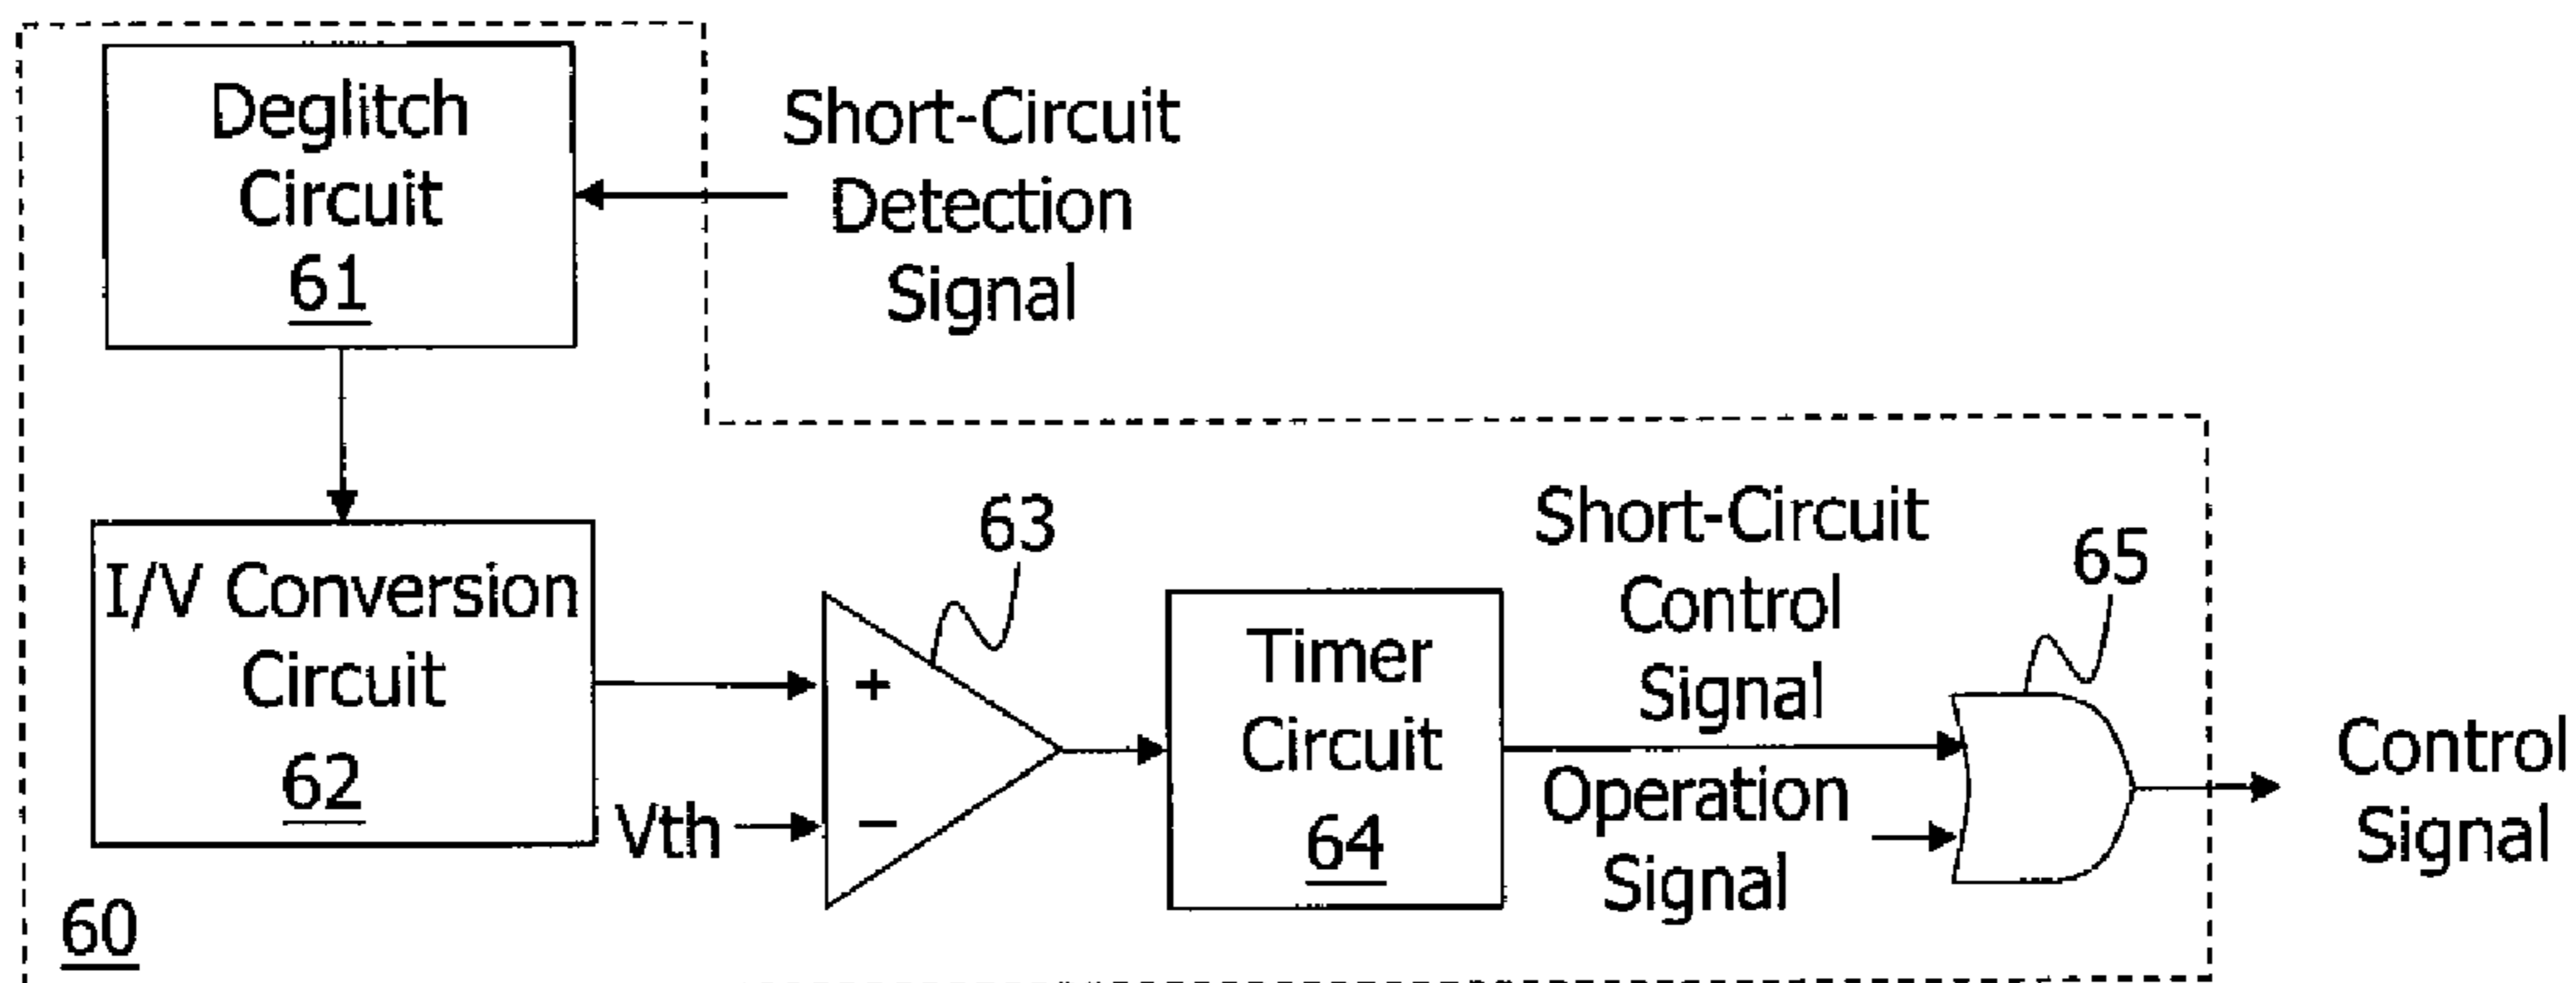 Deglitch
Circuit
61
Short-Circuit
Detection
Signal
I/V Conversion
Circuit
62
63
+
−
Vth
Timer
Circuit
64
Short-Circuit
Control
Signal
Operation
Signal
65
Control
Signal
60